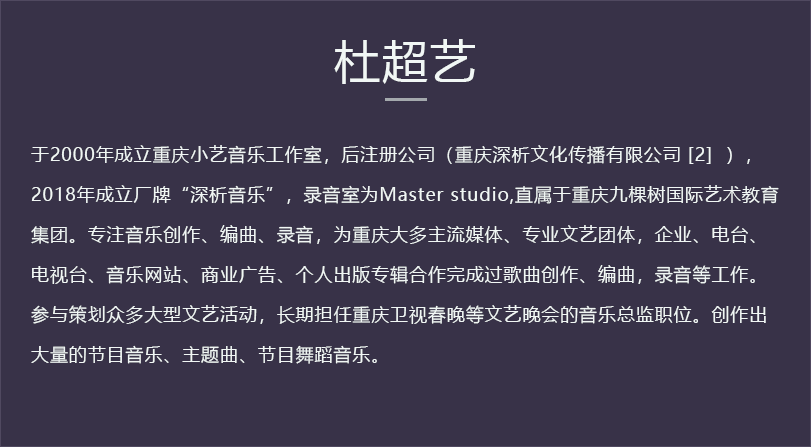 杜超艺
于2000年成立重庆小艺音乐工作室，后注册公司（重庆深析文化传播有限公司 [2] ），
2018年成立厂牌“深析音乐”，录音室为Master studio,直属于重庆九棵树国际艺术教育
集团。专注音乐创作、编曲、录音，为重庆大多主流媒体、专业文艺团体，企业、电台、
电视台、音乐网站、商业广告、个人出版专辑合作完成过歌曲创作、编曲，录音等工作。
参与策划众多大型文艺活动，长期担任重庆卫视春晚等文艺晚会的音乐总监职位。创作出
大量的节目音乐、主题曲、节目舞蹈音乐。